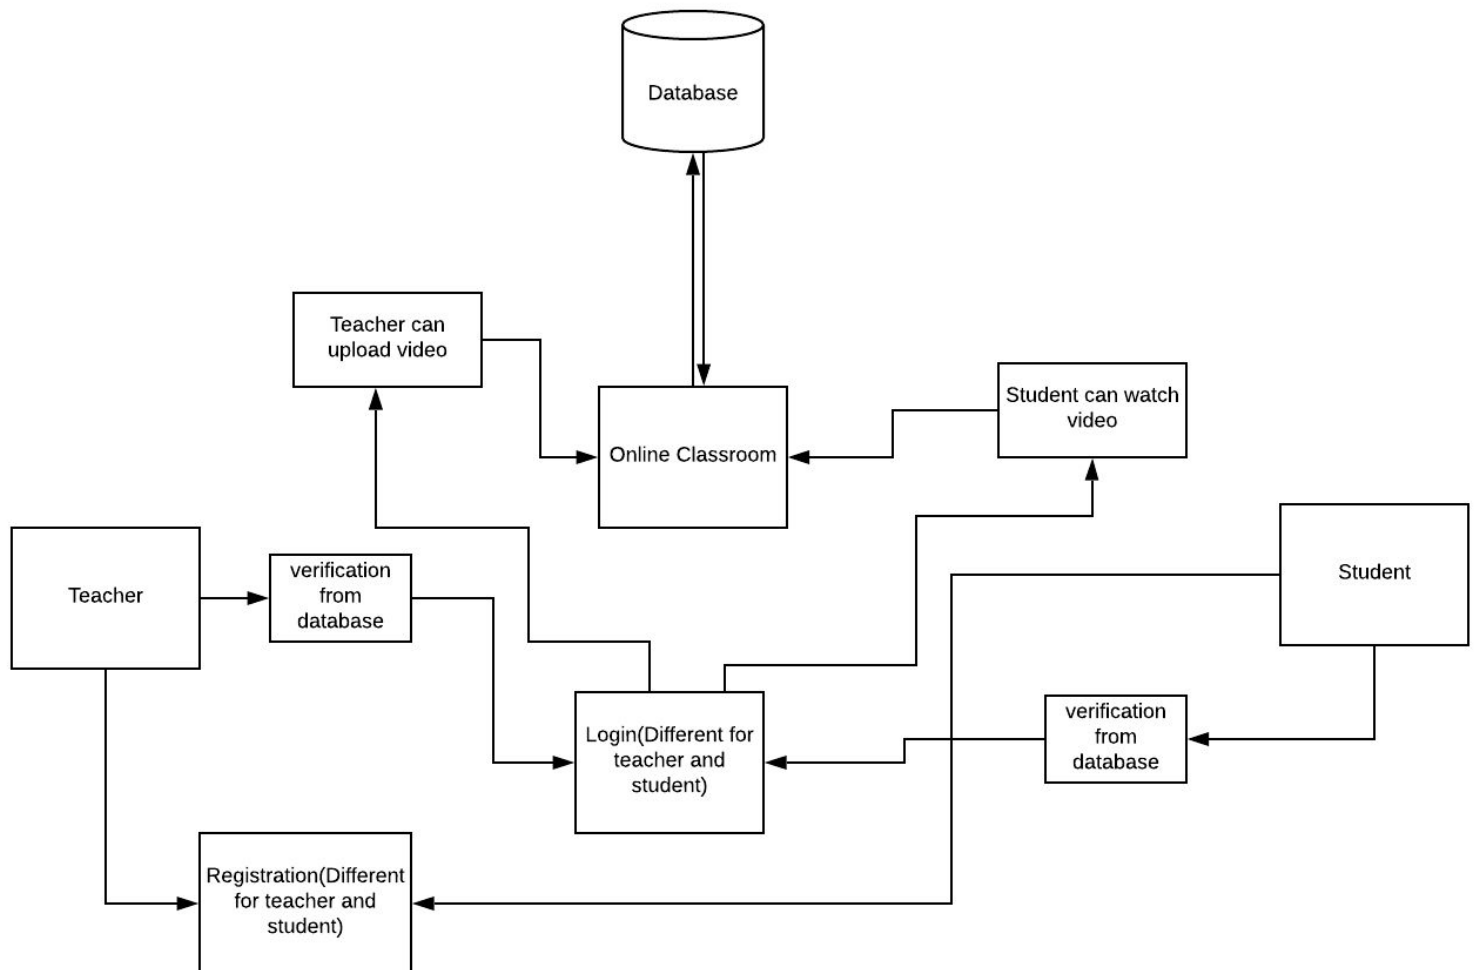 Database
Teacher can
upload video
Student can watch
video
Online Classroom
Student
Teacher
verification
from
database
Login(Different for
teacher and
student)
verification
from
database
Registration(Different
for teacher and
student)